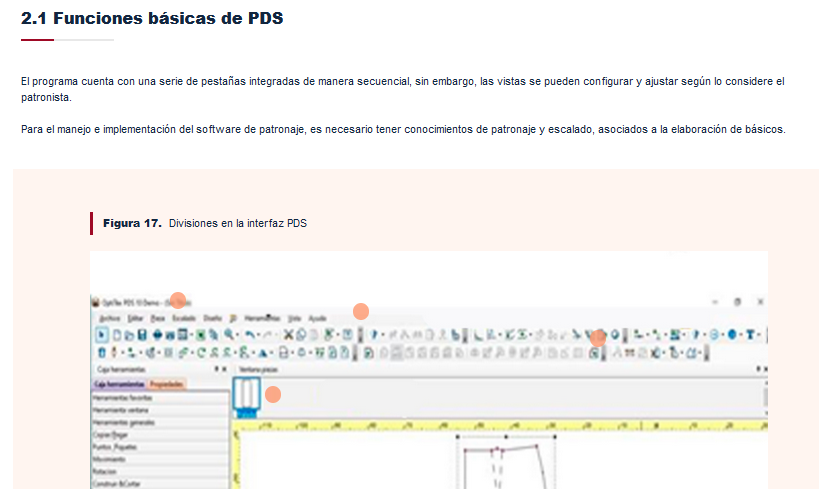 2.1 Funciones básicas de PDS
El programa cuenta con una serie de pestañas integradas de manera secuencial, sin embargo, las vistas se pueden configurar y ajustar según lo considere el
patronista.
Para el manejo e implementación del software de patronaje, es necesario tener conocimientos de patronaje y escalado, asociados a la elaboración de básicos.
Figura 17. Divisiones en la interfaz PDS
OptiTex PDS 10 Demo
Archivo Editar Pieza Escalado Diseño Herramientas Vista Ayuda
Caja herramientas
Ventana piezas
Caja herramientas Propiedades
Herramientas favoritas
Herramientas ventana
Herramientas generales
Copiar/Pegar
Puntos_Piquetes
Movimiento
Rotacion
Construir &Cortar